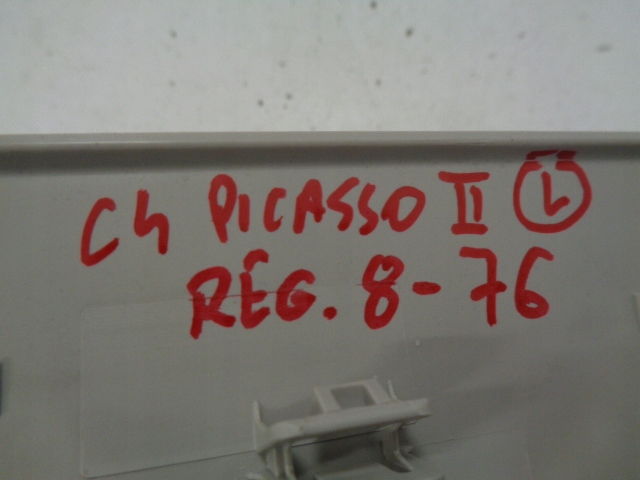 C4 PICASSO II L
REG. 8-76